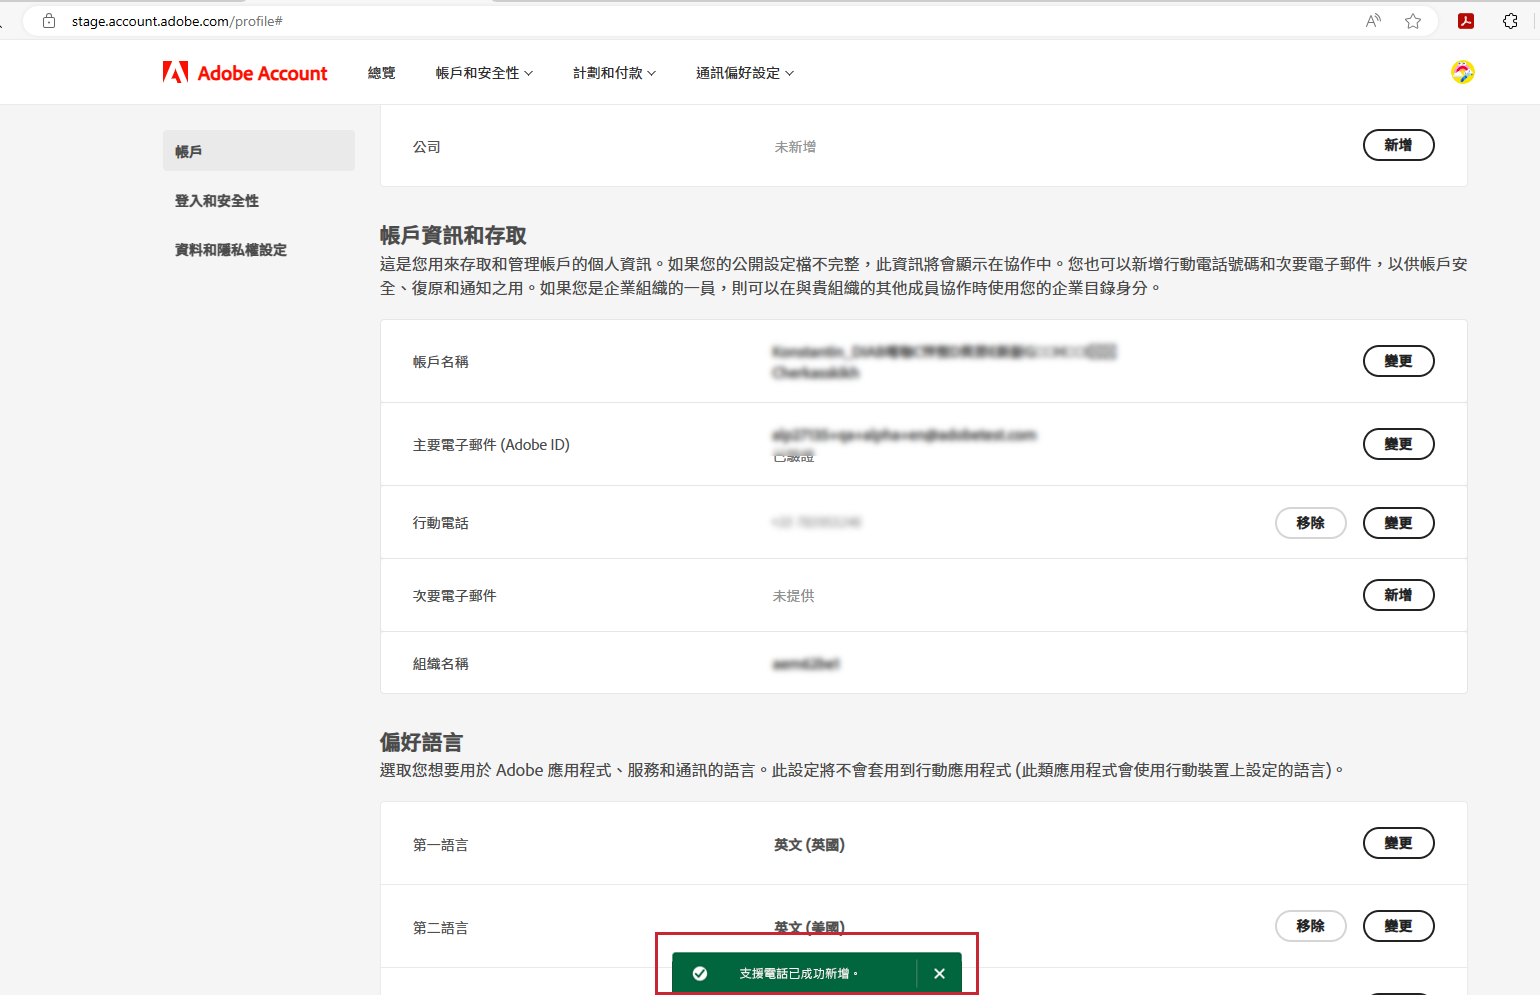 stage.account.adobe.com/profile#
Adobe Account
總覽
帳戶和安全性
計劃和付款
通訊偏好設定
帳戶
登入和安全性
資料和隱私權設定
公司
未新增
新增
帳戶資訊和存取
這是您用來存取和管理帳戶的個人資訊。如果您的公開設定檔不完整，此資訊將會顯示在協作中。您也可以新增行動電話號碼和次要電子郵件，以供帳戶安
全、復原和通知之用。如果您是企業組織的一員，則可以在與貴組織的其他成員協作時使用您的企業目錄身分。
帳戶名稱
變更
主要電子郵件 (Adobe ID)
已驗證
變更
行動電話
移除
變更
次要電子郵件
未提供
新增
組織名稱
偏好語言
選取您想要用於 Adobe 應用程式、服務和通訊的語言。此設定將不會套用到行動應用程式 (此類應用程式會使用行動裝置上設定的語言)。
第一語言
英文 (英國)
變更
第二語言
英文 (美國)
移除
變更
支援電話已成功新增。